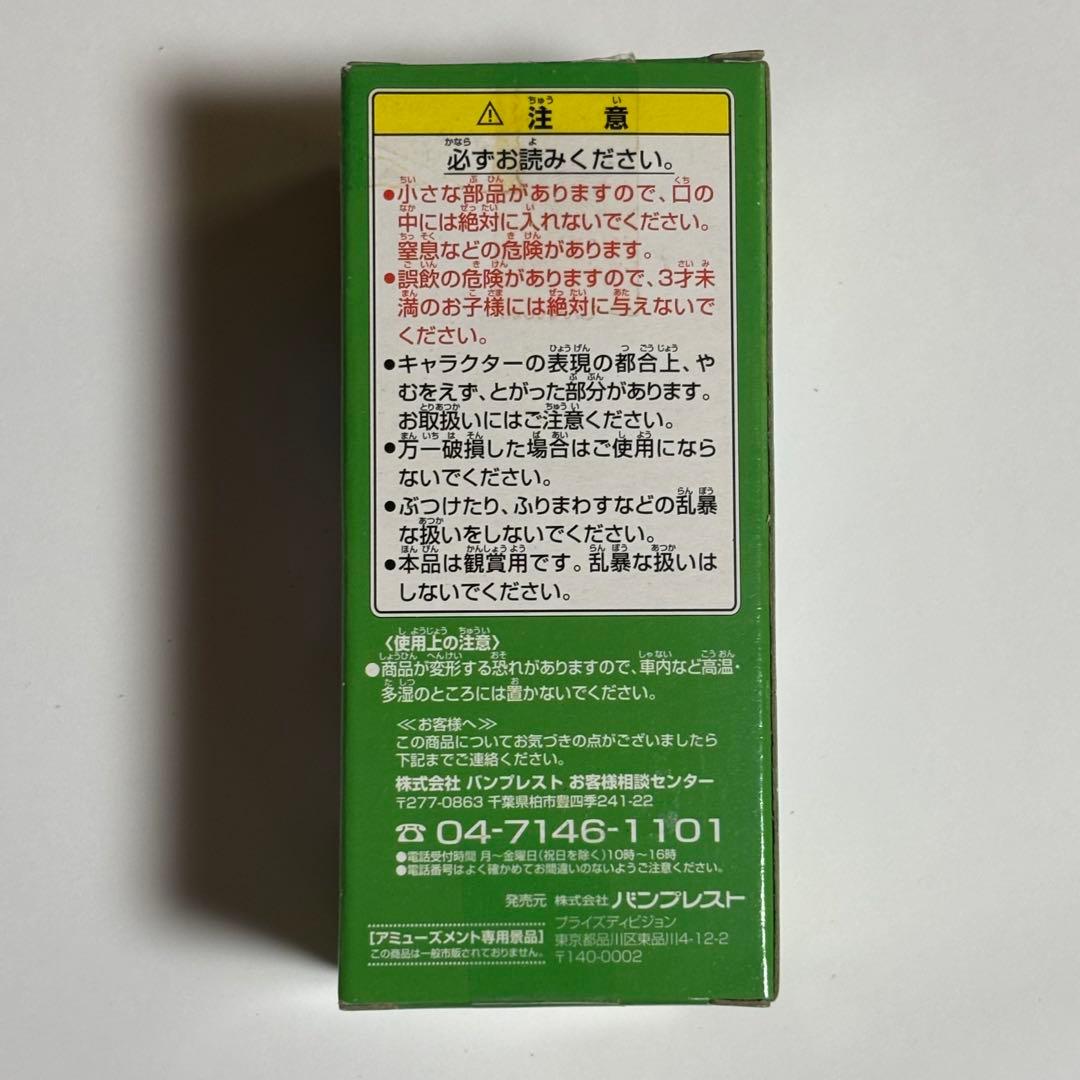 ⚠ 注意
必ずお読みください。
●小さな部品がありますので、口の
中には絶対に入れないでください。
窒息などの危険があります。
●誤飲の危険がありますので、3才未
満のお子様には絶対に与えないで
ください。
●キャラクターの表現の都合上、や
むをえず、とがった部分があります。
お取扱いにはご注意ください。
●万一破損した場合はご使用になら
ないでください。
●ぶつけたり、ふりまわすなどの乱暴
な扱いをしないでください。
●本品は観賞用です。乱暴な扱いは
しないでください。
〈使用上の注意〉
●商品が変形する恐れがありますので、車内など高温・
多湿のところには置かないでください。
≪お客様へ≫
この商品についてお気づきの点がございましたら
下記までご連絡ください。
株式会社 バンプレスト お客様相談センター
〒277-0863 千葉県柏市豊四季241-22
☎ 04-7146-1101
●電話受付時間 月〜金曜日(祝日を除く)10時〜16時
●電話番号はよく確かめてお間違いのないようご注意ください。
発売元 株式会社 バンプレスト
プライズディビジョン
東京都品川区東品川4-12-2
〒140-0002
[アミューズメント専用景品]
この商品は一般市販されておりません。